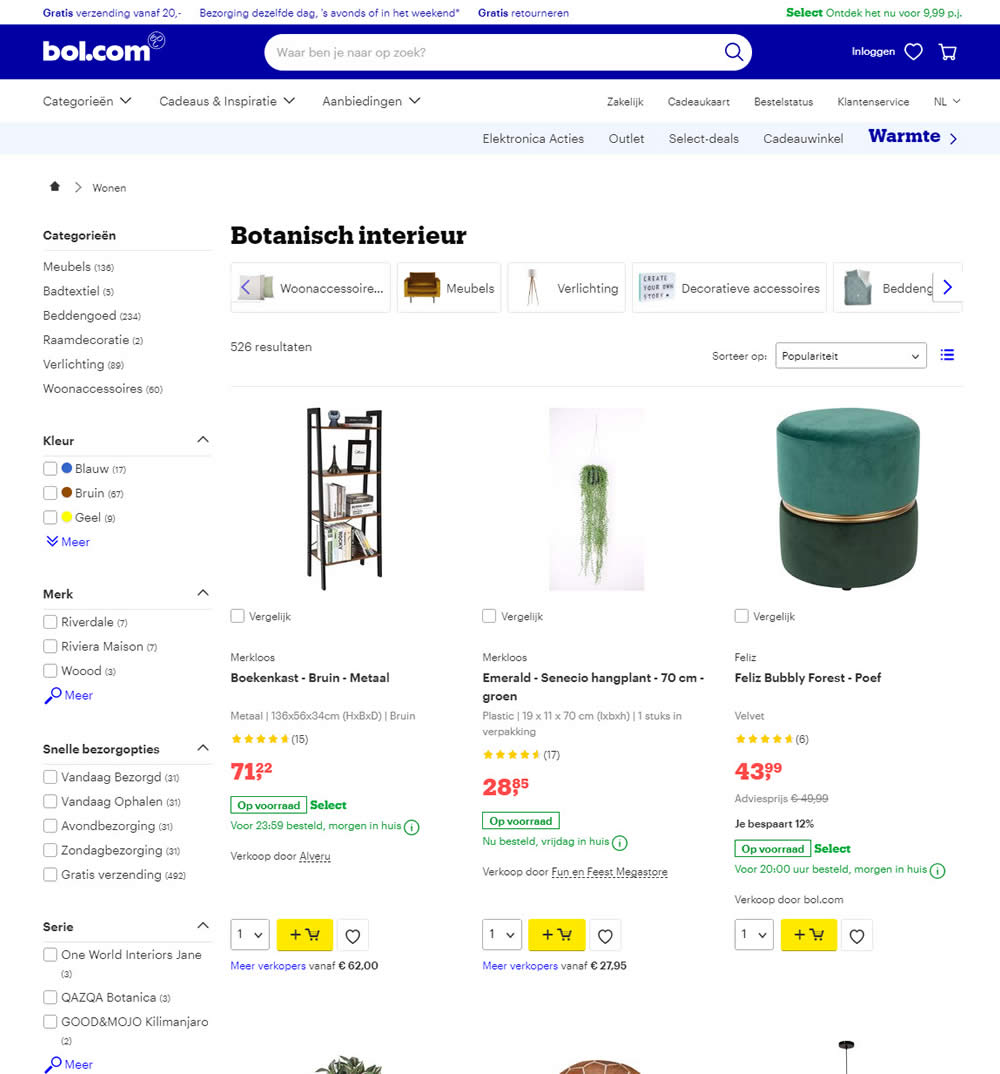 Gratis verzending vanaf 20,- Bezorging dezelfde dag, 's avonds of in het weekend* Gratis retourneren Select Ontdek het nu voor 9,99 p.j.
bol.com Waar ben je naar op zoek? Inloggen
Categorieën Cadeaus & Inspiratie Aanbiedingen Zakelijk Cadeaukaart Bestelstatus Klantenservice NL
Elektronica Acties Outlet Select-deals Cadeauwinkel Warmte
Wonen
Categorieën
Meubels (136)
Badtextiel (5)
Beddengoed (234)
Raamdecoratie (2)
Verlichting (89)
Woonaccessoires (60)
Kleur
Blauw (17)
Bruin (67)
Geel (9)
Meer
Merk
Riverdale (7)
Riviera Maison (7)
Woood (3)
Meer
Snelle bezorgopties
Vandaag Bezorgd (31)
Vandaag Ophalen (31)
Avondbezorging (31)
Zondagbezorging (31)
Gratis verzending (492)
Serie
One World Interiors Jane
(3)
QAZQA Botanica (3)
GOOD&MOJO Kilimanjaro
(2)
Meer
Botanisch interieur
Woonaccessoire... Meubels Verlichting CREATE YOUR OWN STORY Decoratieve accessoires Beddeng
526 resultaten
Sorteer op: Populariteit
Vergelijk
Merkloos
Boekenkast - Bruin - Metaal
Metaal | 136x56x34cm (HxBxD) | Bruin
(15)
71,22
Op voorraad Select
Voor 23:59 besteld, morgen in huis
Verkoop door Alveru
1
Meer verkopers vanaf € 62,00
Vergelijk
Merkloos
Emerald - Senecio hangplant - 70 cm -
groen
Plastic | 19 x 11 x 70 cm (lxbxh) | 1 stuks in
verpakking
(17)
28,85
Op voorraad
Nu besteld, vrijdag in huis
Verkoop door Fun en Feest Megastore
1
Meer verkopers vanaf € 27,95
Vergelijk
Feliz
Feliz Bubbly Forest - Poef
Velvet
(6)
43,99
Adviesprijs € 49,99
Je bespaart 12%
Op voorraad Select
Voor 20:00 uur besteld, morgen in huis
Verkoop door bol.com
1